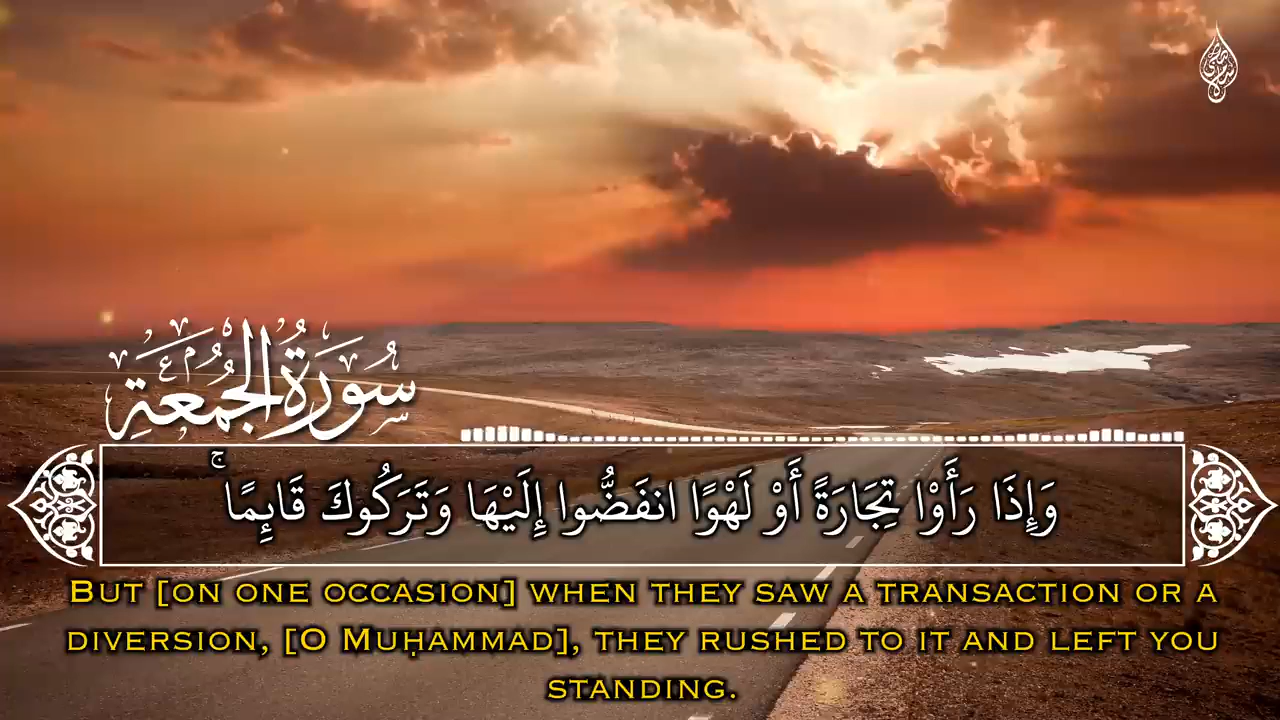 سُورَةُ الْجُمُعَةِ
وَإِذَا رَأَوْا تِجَارَةً أَوْ لَهْوًا انفَضُّوا إِلَيْهَا وَتَرَكُوكَ قَائِمًا ۚ
But [on one occasion] when they saw a transaction or a
diversion, [O Muḥammad], they rushed to it and left you
standing.